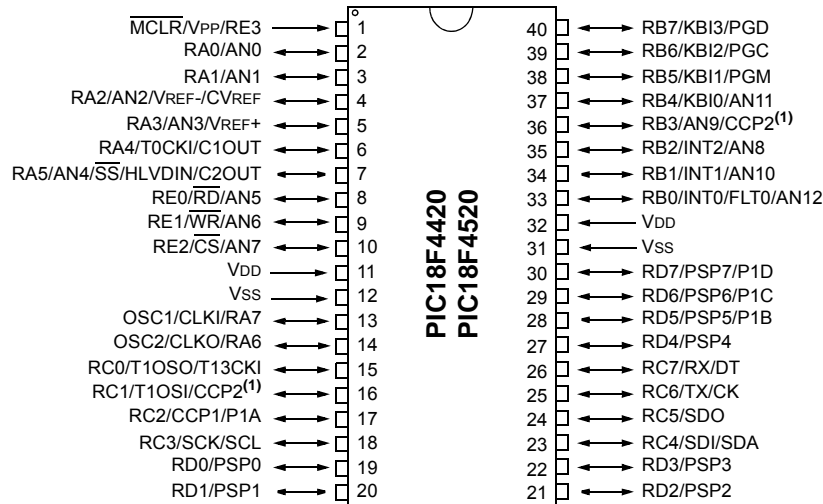 MCLR/VPP/RE3 1 40 RB7/KBI3/PGD
RA0/AN0 2 39 RB6/KBI2/PGC
RA1/AN1 3 38 RB5/KBI1/PGM
RA2/AN2/VREF-/CVREF 4 37 RB4/KBI0/AN11
RA3/AN3/VREF+ 5 36 RB3/AN9/CCP2(1)
RA4/T0CKI/C1OUT 6 35 RB2/INT2/AN8
RA5/AN4/SS/HLVDIN/C2OUT 7 34 RB1/INT1/AN10
RE0/RD/AN5 8 33 RB0/INT0/FLT0/AN12
RE1/WR/AN6 9 32 VDD
RE2/CS/AN7 10 31 VSS
VDD 11 30 RD7/PSP7/P1D
VSS 12 29 RD6/PSP6/P1C
OSC1/CLKI/RA7 13 28 RD5/PSP5/P1B
OSC2/CLKO/RA6 14 27 RD4/PSP4
RC0/T1OSO/T13CKI 15 26 RC7/RX/DT
RC1/T1OSI/CCP2(1) 16 25 RC6/TX/CK
RC2/CCP1/P1A 17 24 RC5/SDO
RC3/SCK/SCL 18 23 RC4/SDI/SDA
RD0/PSP0 19 22 RD3/PSP3
RD1/PSP1 20 21 RD2/PSP2
PIC18F4420
PIC18F4520